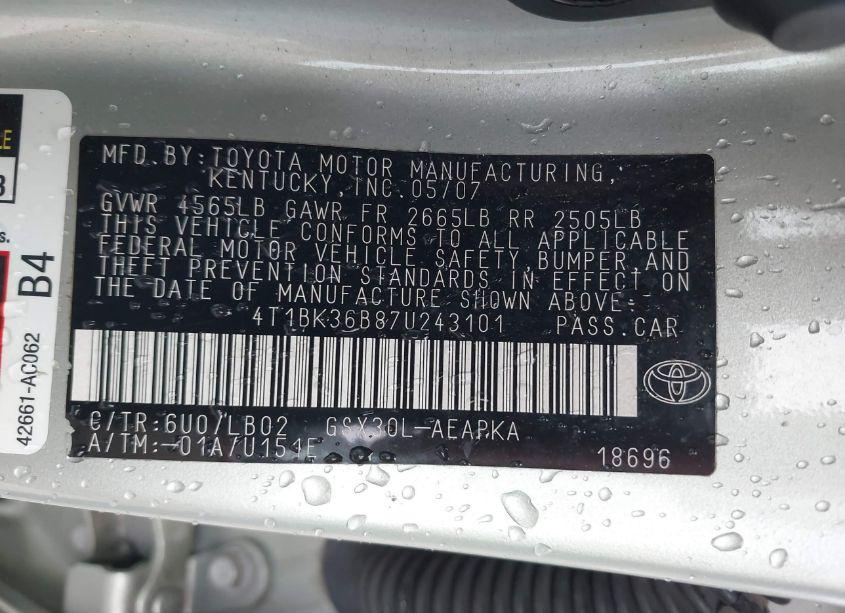 MFD. BY: TOYOTA MOTOR MANUFACTURING,
KENTUCKY, INC. 05/07
GVWR 4565LB GAWR FR 2665LB RR 2505LB
THIS VEHICLE CONFORMS TO ALL APPLICABLE
FEDERAL MOTOR VEHICLE SAFETY, BUMPER, AND
THEFT PREVENTION STANDARDS IN EFFECT ON
THE DATE OF MANUFACTURE SHOWN ABOVE.
4T1BK36B87U243101 PASS. CAR
C/TR: 6U0/LB02 GSX30L-AEAPKA
A/TM: -01A/U151E 18696
B4
42661-AC062